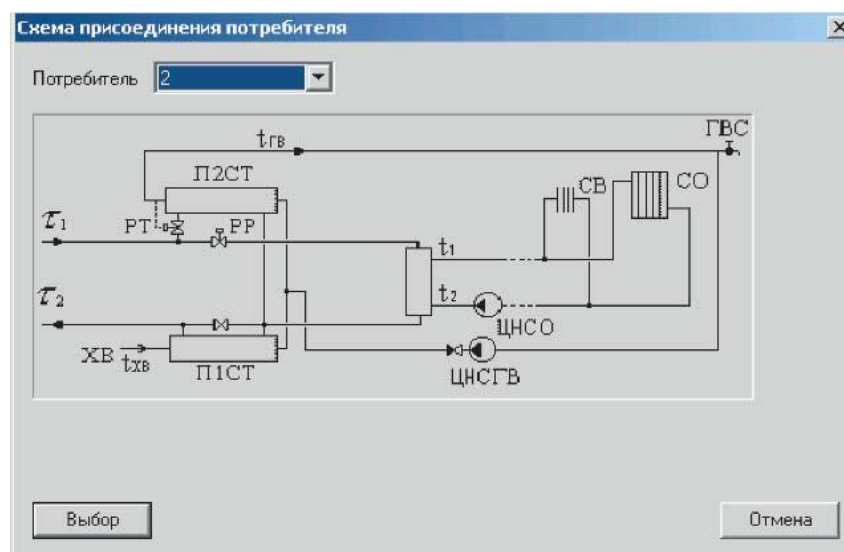 Схема присоединения потребителя
Потребитель 2
ГВС
tГВ
П2СТ
СВ
СО
τ1
РТ
РР
t1
τ2
t2
ЦНСО
ХВ
tХВ
П1СТ
ЦНСГВ
Выбор
Отмена